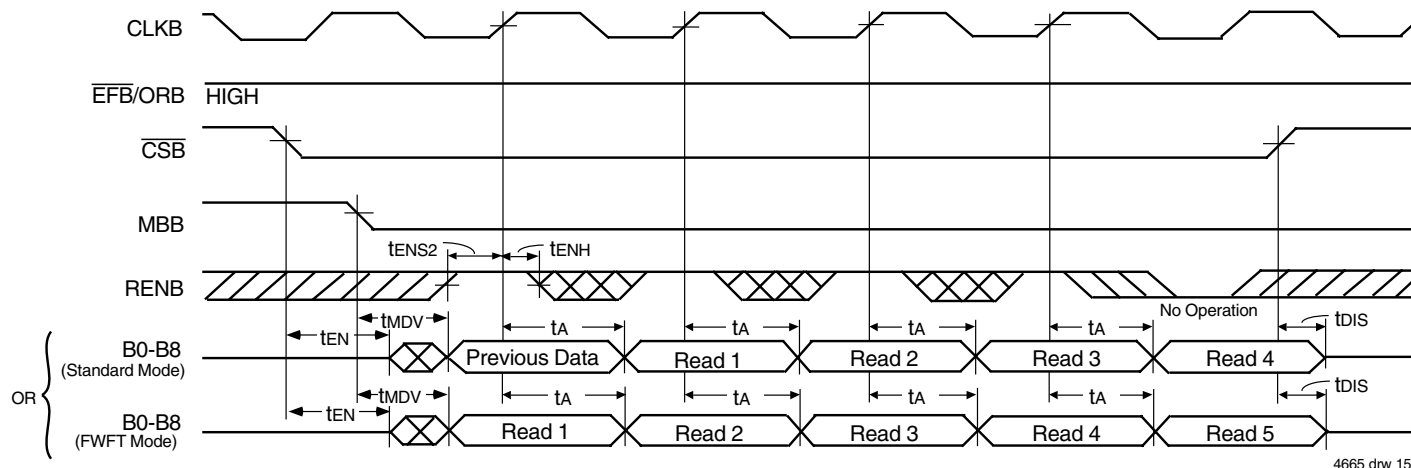 CLKB
EFB/ORB HIGH
CSB
MBB
tENS2 tENH
RENB
No Operation
tMDV tA tA tA tA tDIS
tEN
B0-B8 Previous Data Read 1 Read 2 Read 3 Read 4
(Standard Mode)
OR
tMDV tA tA tA tA tDIS
tEN
B0-B8 Read 1 Read 2 Read 3 Read 4 Read 5
(FWFT Mode)
4665 drw 15